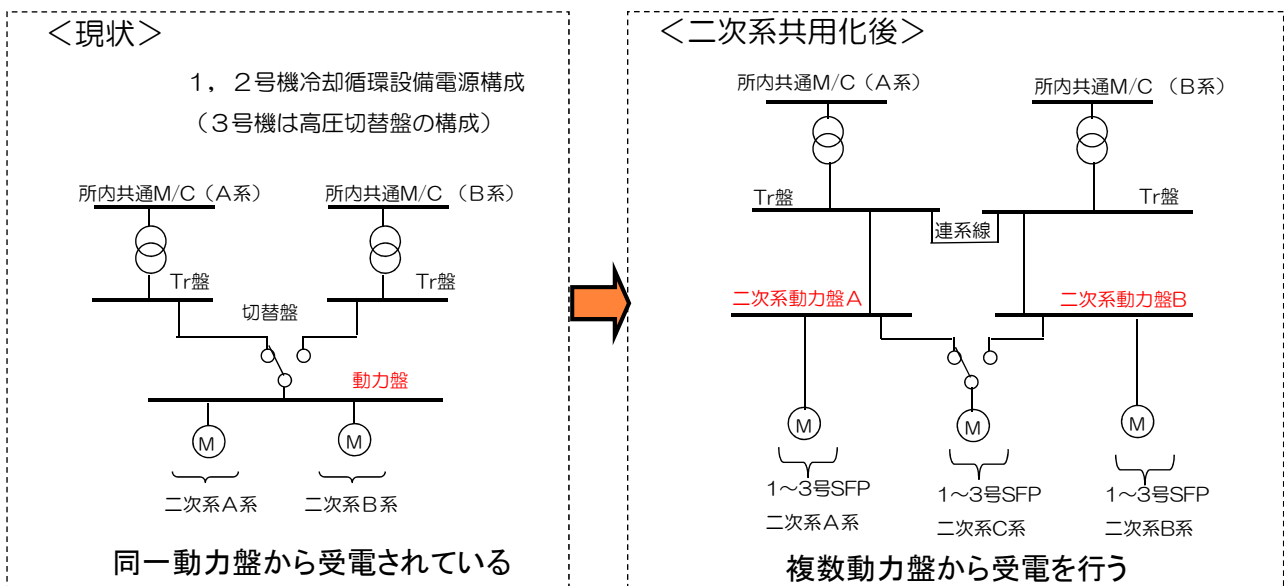 ＜現状＞
１，２号機冷却循環設備電源構成
（３号機は高圧切替盤の構成）
所内共通M/C（A系）
所内共通M/C（B系）
Tr盤
Tr盤
切替盤
動力盤
M
M
二次系A系
二次系B系
同一動力盤から受電されている
＜二次系共用化後＞
所内共通M/C（A系）
所内共通M/C（B系）
Tr盤
Tr盤
連系線
二次系動力盤A
二次系動力盤B
M
M
M
1～3号SFP
二次系A系
1～3号SFP
二次系C系
1～3号SFP
二次系B系
複数動力盤から受電を行う